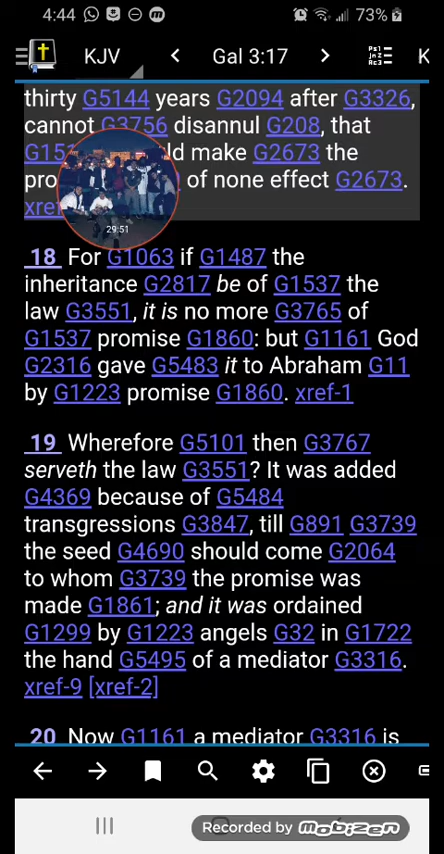 4:44 73%
KJV Gal 3:17 K
thirty G5144 years G2094 after G3326,
cannot G3756 disannul G208, that
make G2673 the
of none effect G2673.
29:51
18 For G1063 if G1487 the
inheritance G2817 be of G1537 the
law G3551, it is no more G3765 of
G1537 promise G1860: but G1161 God
G2316 gave G5483 it to Abraham G11
by G1223 promise G1860. xref-1
19 Wherefore G5101 then G3767
serveth the law G3551? It was added
G4369 because of G5484
transgressions G3847, till G891 G3739
the seed G4690 should come G2064
to whom G3739 the promise was
made G1861; and it was ordained
G1299 by G1223 angels G32 in G1722
the hand G5495 of a mediator G3316.
xref-9 [xref-2]
20 Now G1161 a mediator G3316 is
Recorded by mobizen